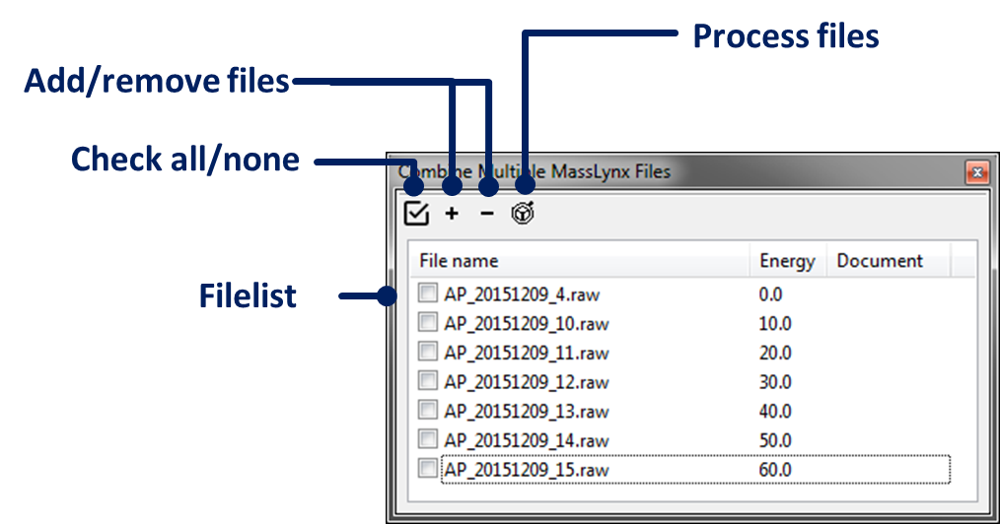 Process files
Add/remove files
Check all/none
Combine Multiple MassLynx Files
File name Energy Document
Filelist
AP_20151209_4.raw 0.0
AP_20151209_10.raw 10.0
AP_20151209_11.raw 20.0
AP_20151209_12.raw 30.0
AP_20151209_13.raw 40.0
AP_20151209_14.raw 50.0
AP_20151209_15.raw 60.0